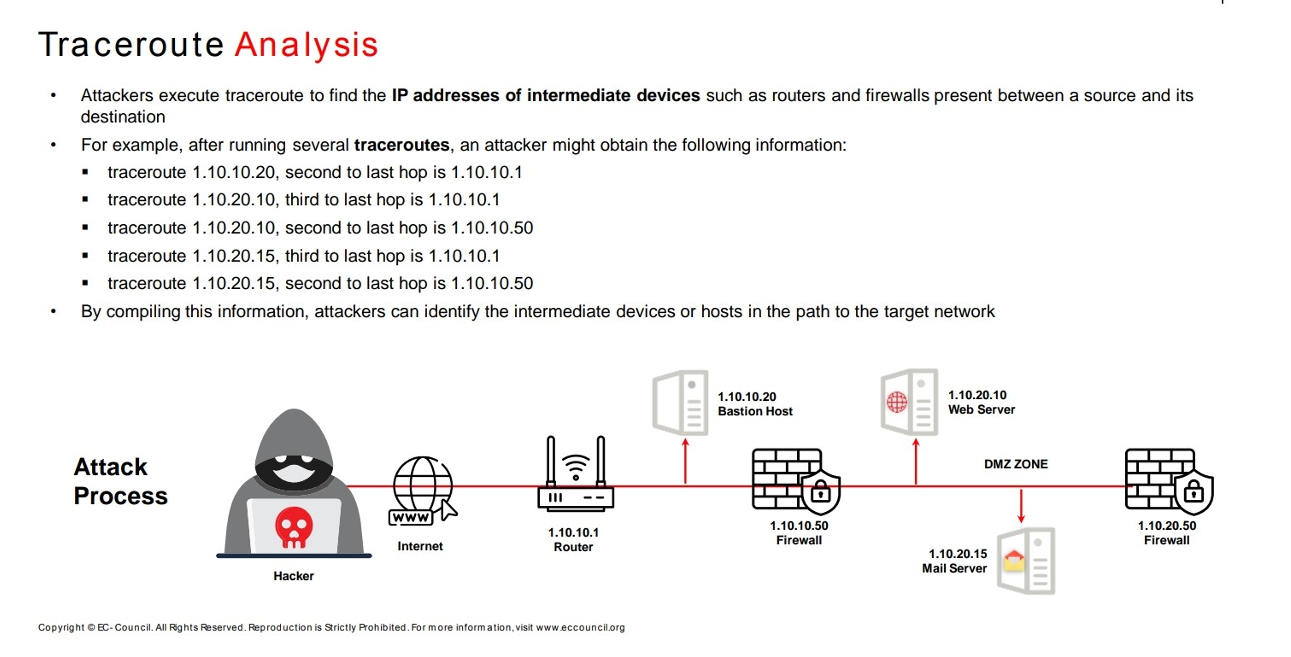 Traceroute Analysis
• Attackers execute traceroute to find the IP addresses of intermediate devices such as routers and firewalls present between a source and its
destination
• For example, after running several traceroutes, an attacker might obtain the following information:
▪ traceroute 1.10.10.20, second to last hop is 1.10.10.1
▪ traceroute 1.10.20.10, third to last hop is 1.10.10.1
▪ traceroute 1.10.20.10, second to last hop is 1.10.10.50
▪ traceroute 1.10.20.15, third to last hop is 1.10.10.1
▪ traceroute 1.10.20.15, second to last hop is 1.10.10.50
• By compiling this information, attackers can identify the intermediate devices or hosts in the path to the target network
Attack
Process
Hacker
WWW
Internet
1.10.10.1
Router
1.10.10.20
Bastion Host
1.10.10.50
Firewall
1.10.20.10
Web Server
DMZ ZONE
1.10.20.15
Mail Server
1.10.20.50
Firewall
Copyright © EC-Council. All Rights Reserved. Reproduction is Strictly Prohibited. For more information, visit www.eccouncil.org